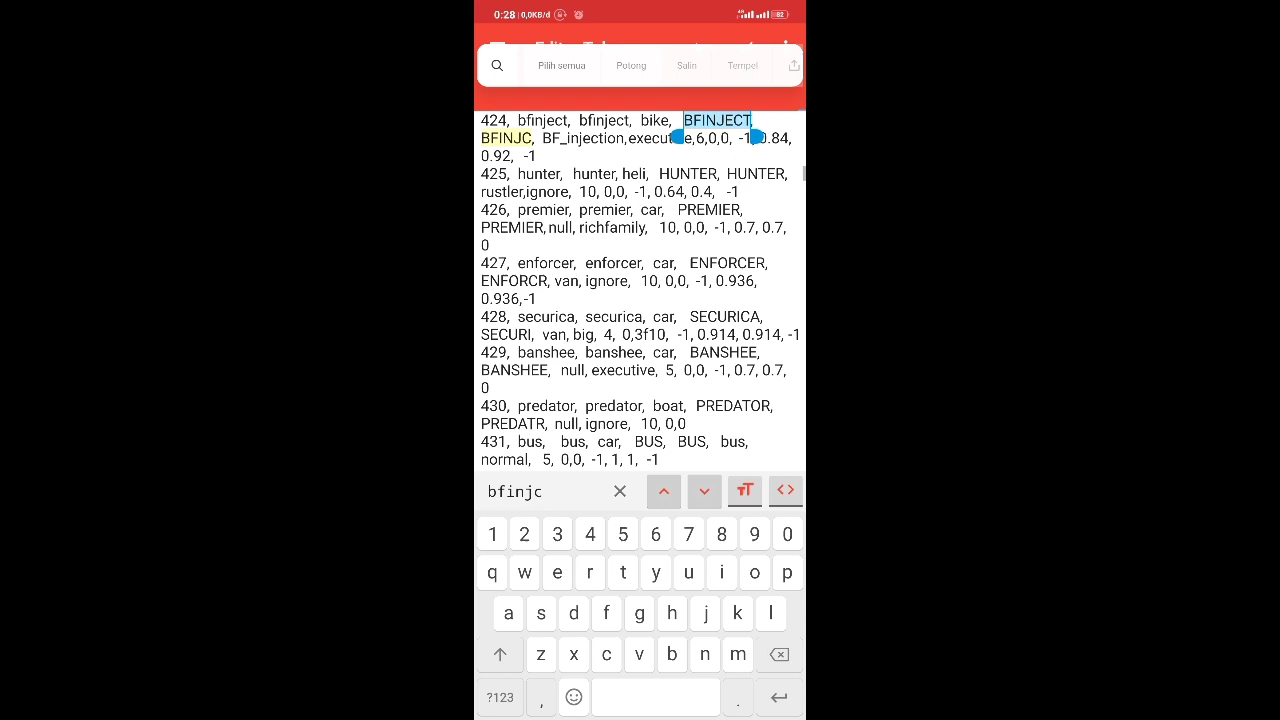 0:28 | 0,0KB/d 4G 82
Pilih semua Potong Salin Tempel
424, bfinject, bfinject, bike, BFINJECT,
BFINJC, BF_injection,executive,6,0,0, -1, 0.84,
0.92, -1
425, hunter, hunter, heli, HUNTER, HUNTER,
rustler,ignore, 10, 0,0, -1, 0.64, 0.4, -1
426, premier, premier, car, PREMIER,
PREMIER, null, richfamily, 10, 0,0, -1, 0.7, 0.7,
0
427, enforcer, enforcer, car, ENFORCER,
ENFORCR, van, ignore, 10, 0,0, -1, 0.936,
0.936,-1
428, securica, securica, car, SECURICA,
SECURI, van, big, 4, 0,3f10, -1, 0.914, 0.914, -1
429, banshee, banshee, car, BANSHEE,
BANSHEE, null, executive, 5, 0,0, -1, 0.7, 0.7,
0
430, predator, predator, boat, PREDATOR,
PREDATR, null, ignore, 10, 0,0
431, bus, bus, car, BUS, BUS, bus,
normal, 5, 0,0, -1, 1, 1, -1
bfinjc TT <>
1 2 3 4 5 6 7 8 9 0
q w e r t y u i o p
a s d f g h j k l
z x c v b n m
?123 , .